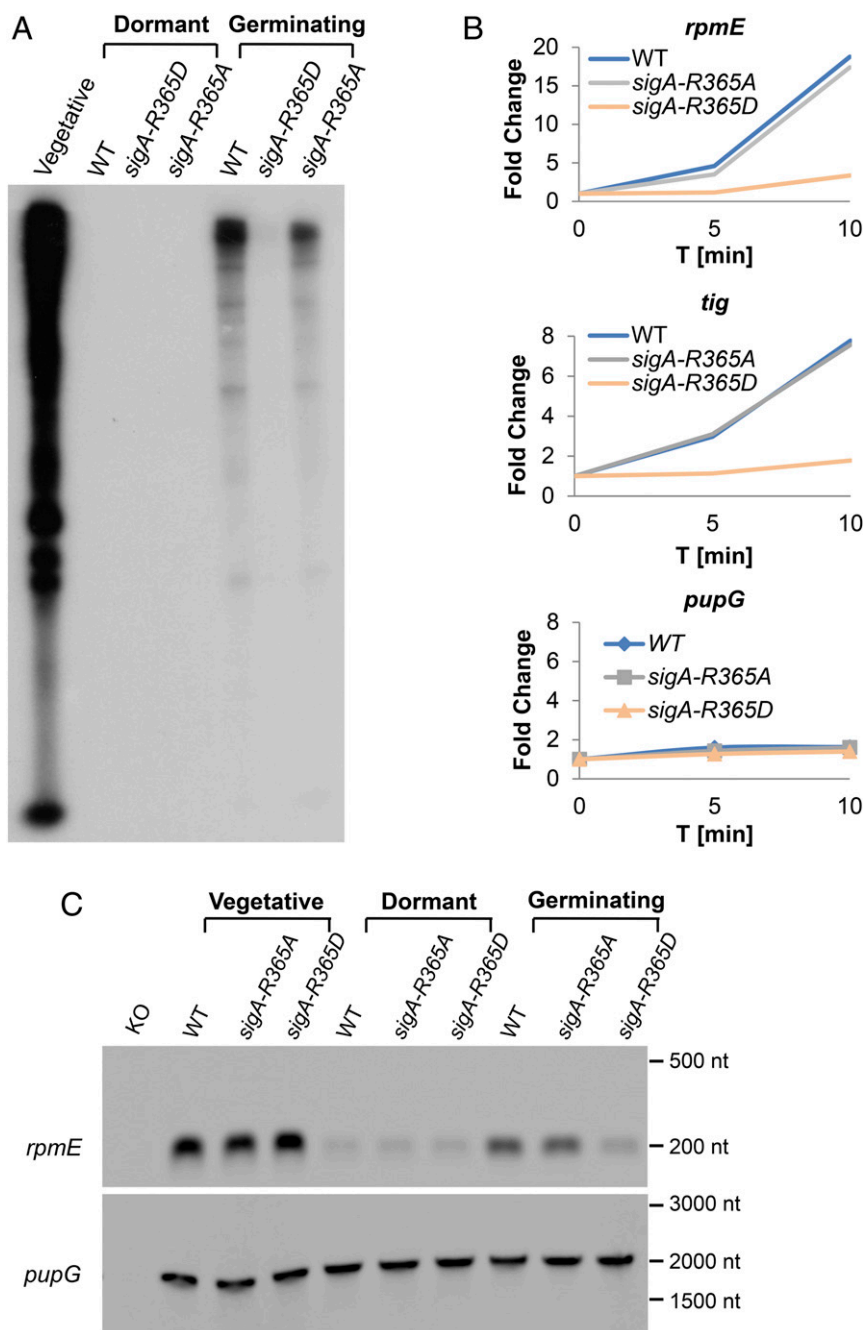 A
Dormant
Germinating
Vegetative
WT
sigA-R365D
sigA-R365A
WT
sigA-R365D
sigA-R365A
B
rpmE
20
15
10
5
0
Fold Change
WT
sigA-R365A
sigA-R365D
0
5
10
T [min]
tig
8
6
4
2
0
Fold Change
WT
sigA-R365A
sigA-R365D
0
5
10
T [min]
pupG
8
6
4
2
0
Fold Change
WT
sigA-R365A
sigA-R365D
0
5
10
T [min]
C
Vegetative
Dormant
Germinating
KO
WT
sigA-R365A
sigA-R365D
WT
sigA-R365A
sigA-R365D
WT
sigA-R365A
sigA-R365D
500 nt
rpmE
200 nt
3000 nt
pupG
2000 nt
1500 nt